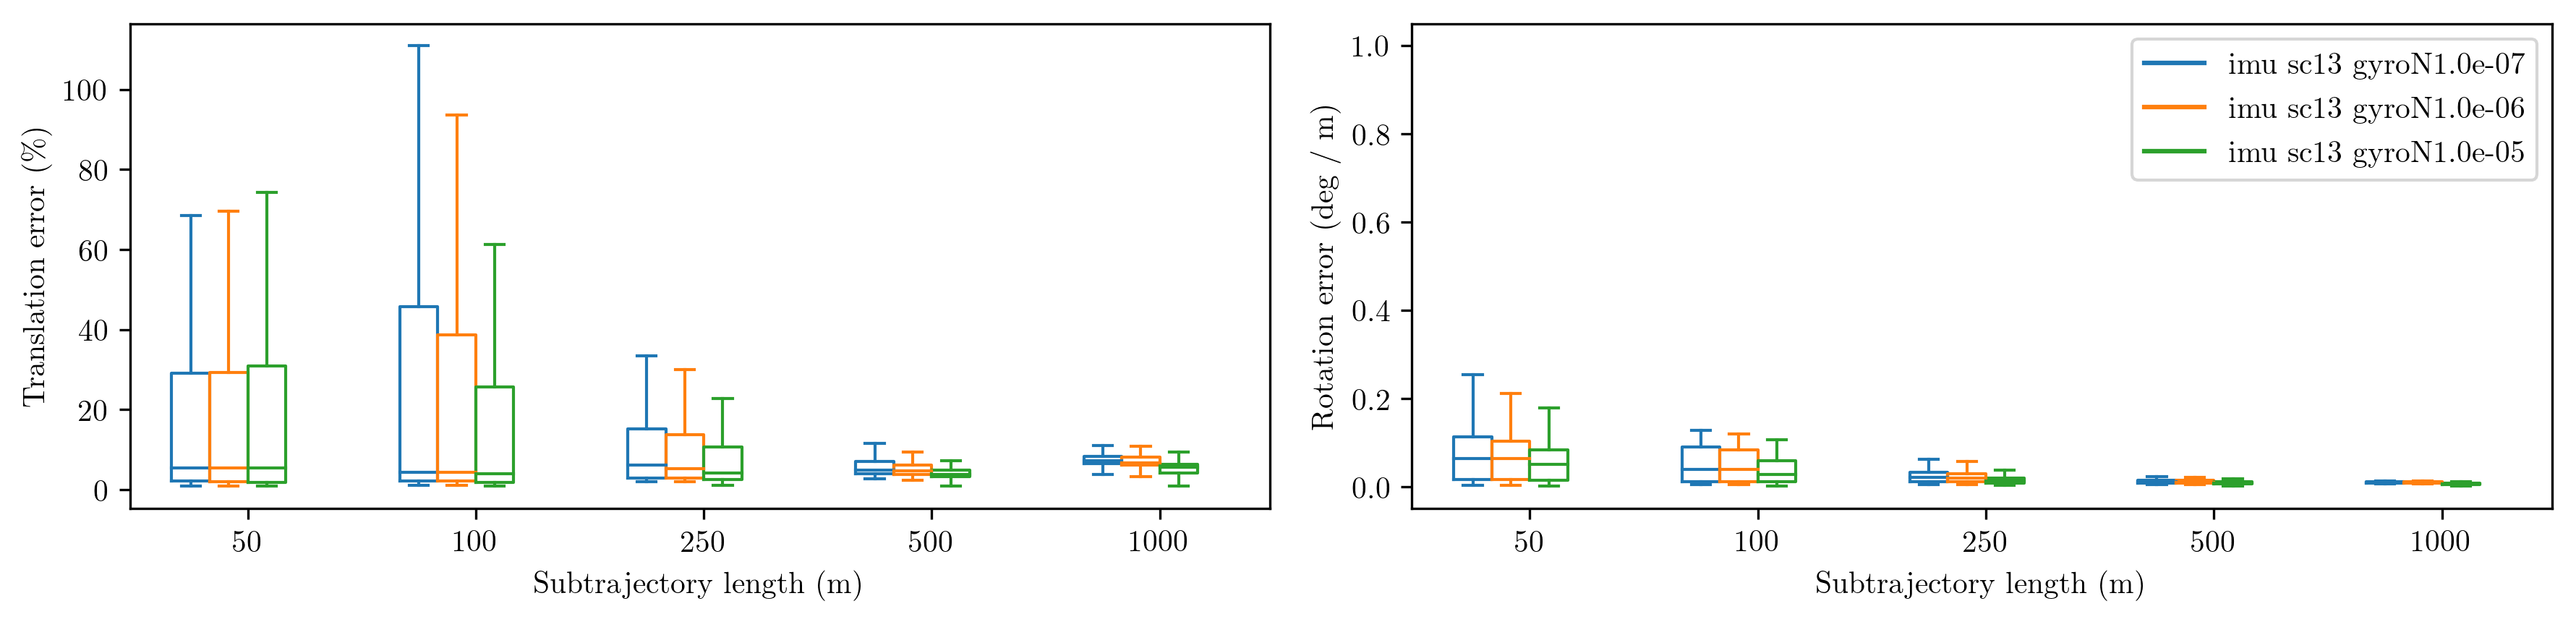 Translation error (%)
100
80
60
40
20
0
50 100 250 500 1000
Subtrajectory length (m)
Rotation error (deg / m)
1.0
0.8
0.6
0.4
0.2
0.0
50 100 250 500 1000
Subtrajectory length (m)
imu sc13 gyroN1.0e-07
imu sc13 gyroN1.0e-06
imu sc13 gyroN1.0e-05